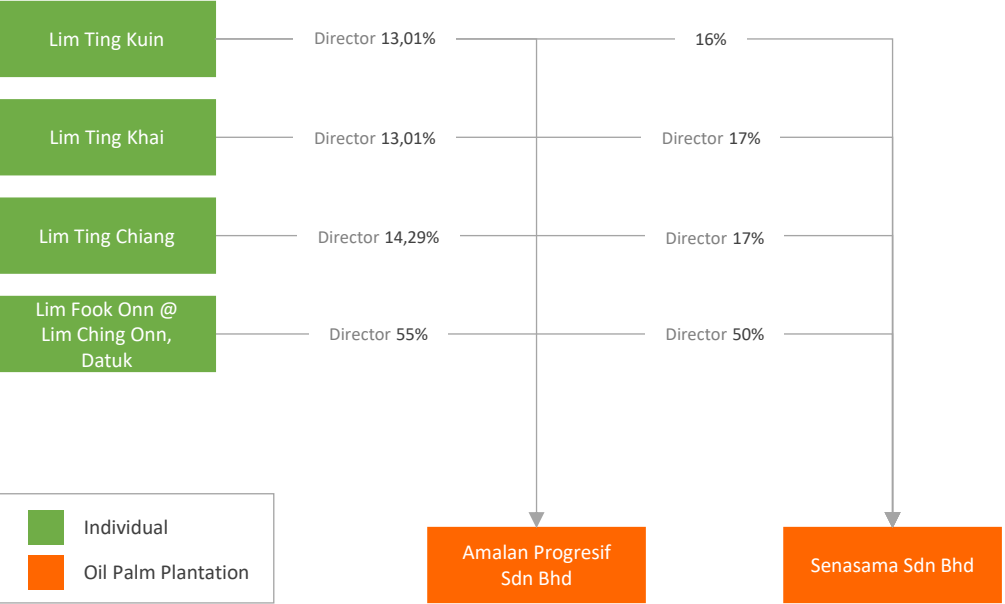 Lim Ting Kuin
Director 13,01%
16%
Lim Ting Khai
Director 13,01%
Director 17%
Lim Ting Chiang
Director 14,29%
Director 17%
Lim Fook Onn @
Lim Ching Onn,
Datuk
Director 55%
Director 50%
Individual
Oil Palm Plantation
Amalan Progresif
Sdn Bhd
Senasama Sdn Bhd